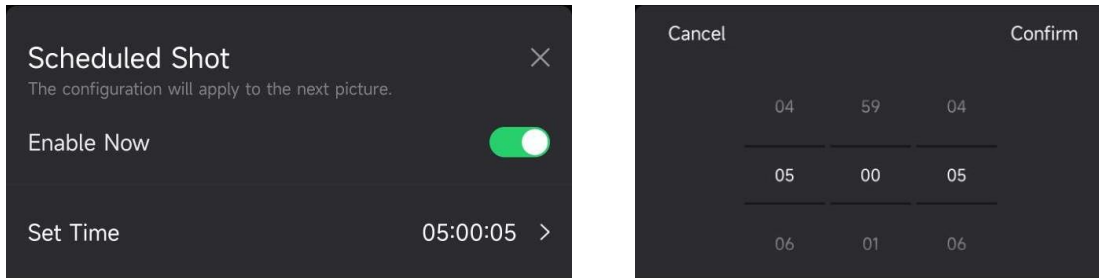 Scheduled Shot
The configuration will apply to the next picture.
Enable Now
Set Time 05:00:05
Cancel Confirm
04 59 04
05 00 05
06 01 06